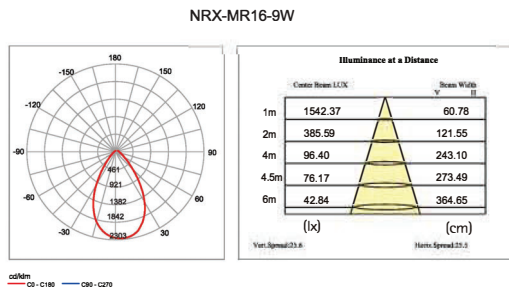 NRX-MR16-9W
180
-150 150
-120 120
-90 90
-60 60
-30 30
461
921
1382
1842
2303
cd/klm
C0 - C180 C90 - C270
Illuminance at a Distance
Center Beam LUX Beam Width
V H
1m 1542.37 60.78
2m 385.59 121.55
4m 96.40 243.10
4.5m 76.17 273.49
6m 42.84 364.65
(lx) (cm)
Vert.Spread:25.6 Horiz.Spread:25.5